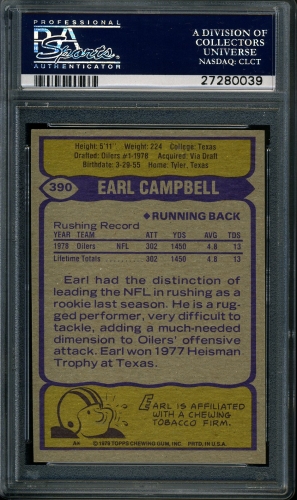 PROFESSIONAL
PSA
Sports
AUTHENTICATOR
A DIVISION OF
COLLECTORS
UNIVERSE
NASDAQ: CLCT
27280039
Height: 5'11" Weight: 224 College: Texas
Drafted: Oilers #1-1978 Acquired: Via Draft
Birthdate: 3-29-55 Home: Tyler, Texas
390 EARL CAMPBELL
◆RUNNING BACK
Rushing Record
YEAR TEAM ATT. YDS AVG TDS
1978 Oilers NFL 302 1450 4.8 13
Lifetime Totals 302 1450 4.8 13
Earl had the distinction of
leading the NFL in rushing as a
rookie last season. He is a rug-
ged performer, very difficult to
tackle, adding a much-needed
dimension to Oilers' offensive
attack. Earl won 1977 Heisman
Trophy at Texas.
EARL IS AFFILIATED
WITH A CHEWING
TOBACCO FIRM.
© 1979 TOPPS CHEWING GUM, INC. PRTD. IN U.S.A.